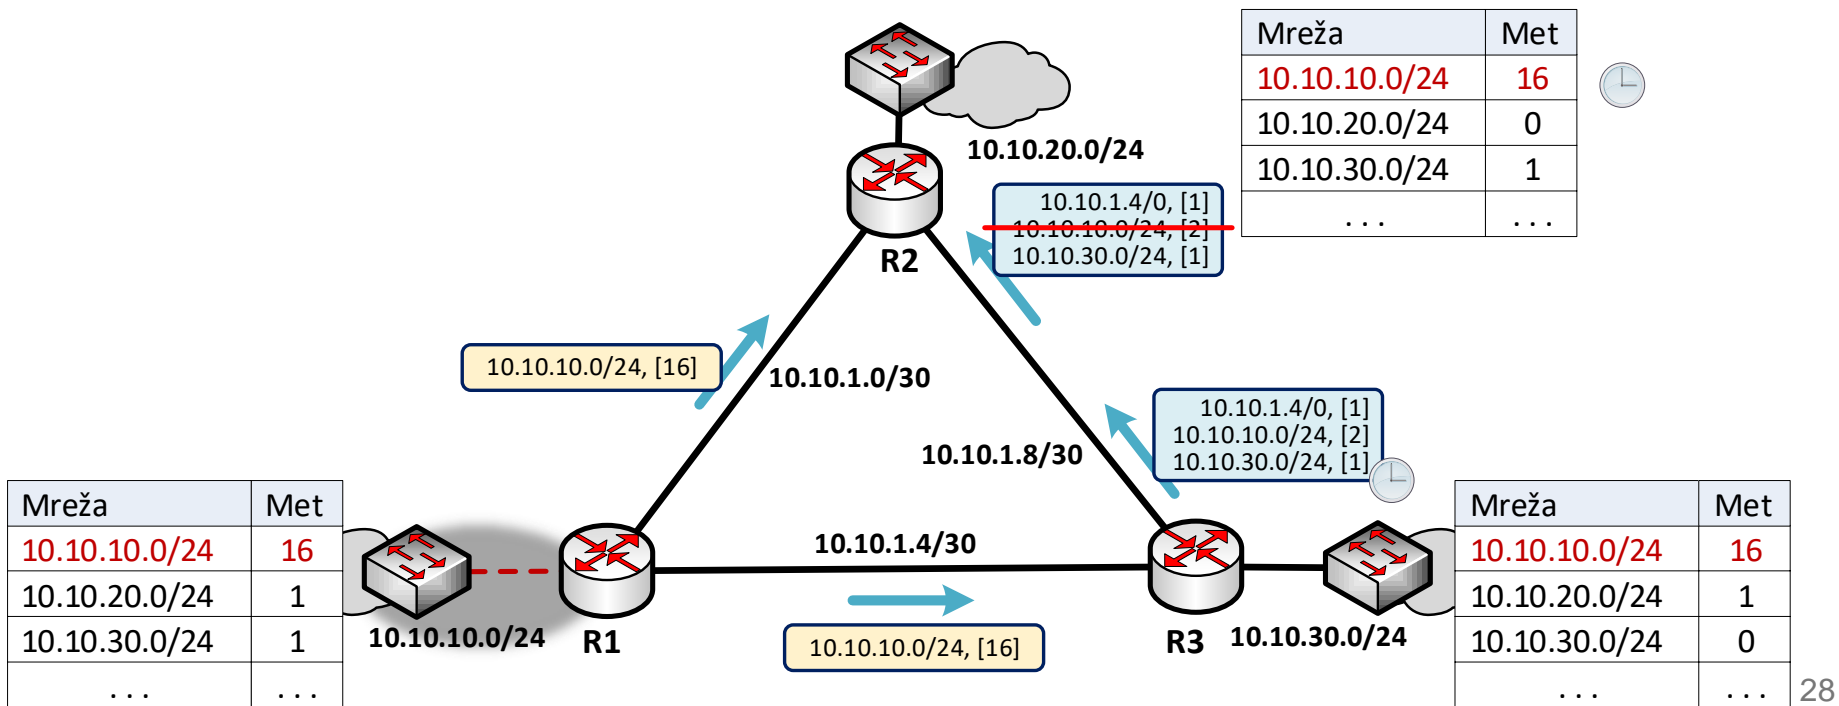 Mreža Met
10.10.10.0/24 16
10.10.20.0/24 0
10.10.30.0/24 1
. . . . . .
10.10.20.0/24
10.10.1.4/0, [1]
10.10.10.0/24, [2]
10.10.30.0/24, [1]
R2
10.10.10.0/24, [16]
10.10.1.0/30
10.10.1.4/0, [1]
10.10.10.0/24, [2]
10.10.30.0/24, [1]
10.10.1.8/30
Mreža Met
10.10.10.0/24 16
10.10.20.0/24 1
10.10.30.0/24 1
. . . . . .
10.10.10.0/24
R1
10.10.1.4/30
10.10.10.0/24, [16]
R3
10.10.30.0/24
Mreža Met
10.10.10.0/24 16
10.10.20.0/24 1
10.10.30.0/24 0
. . . . . .
28